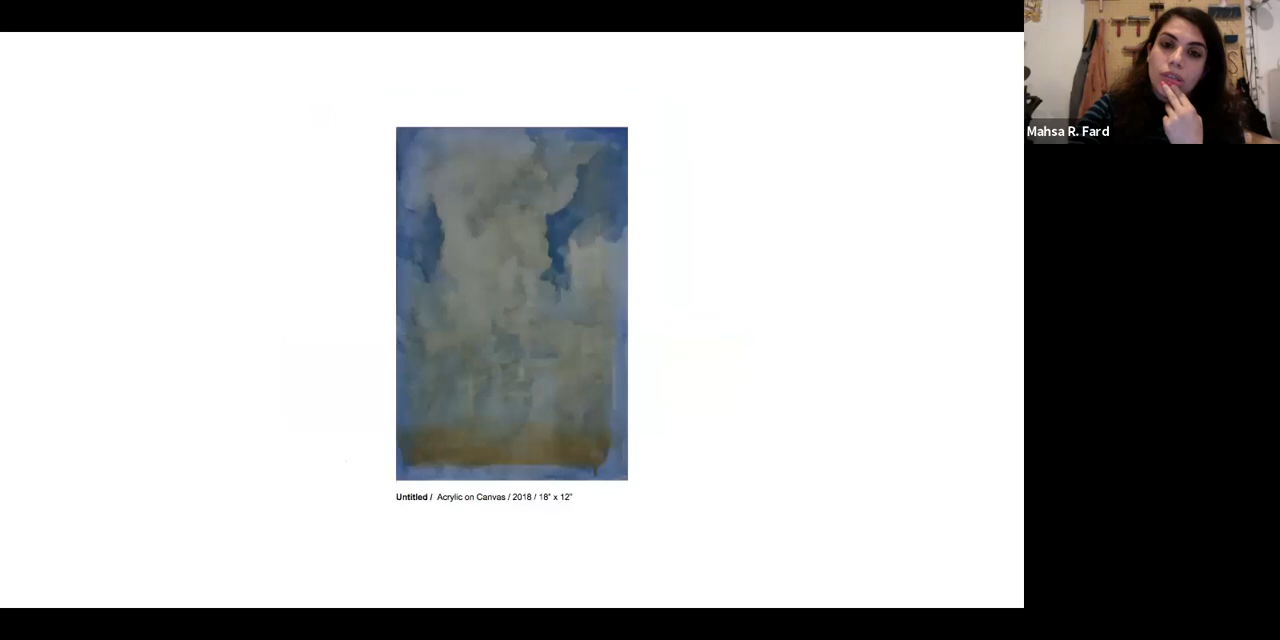 Mahsa R. Fard
Untitled / Acrylic on Canvas / 2018 / 18" x 12"